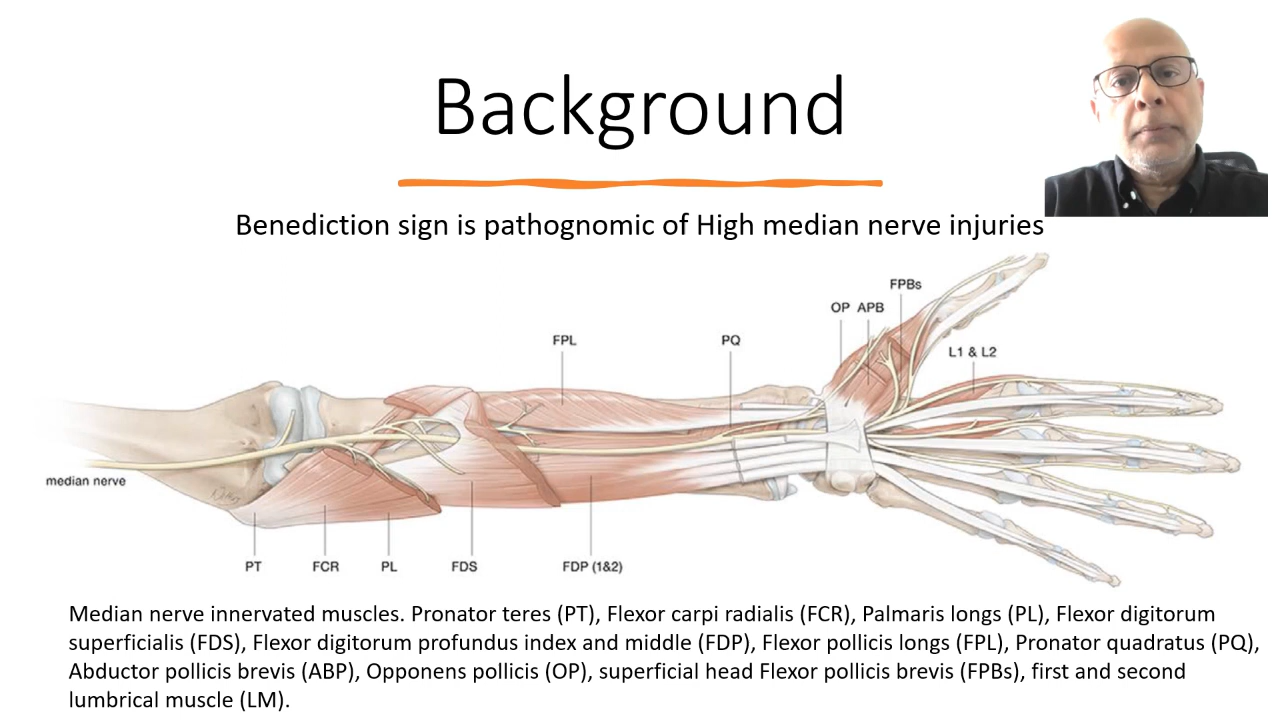 Background
Benediction sign is pathognomic of High median nerve injuries
FPBs
OP APB
FPL
PQ
L1 & L2
median nerve
PT
FCR
PL
FDS
FDP (1&2)
Median nerve innervated muscles. Pronator teres (PT), Flexor carpi radialis (FCR), Palmaris longs (PL), Flexor digitorum
superficialis (FDS), Flexor digitorum profundus index and middle (FDP), Flexor pollicis longs (FPL), Pronator quadratus (PQ),
Abductor pollicis brevis (ABP), Opponens pollicis (OP), superficial head Flexor pollicis brevis (FPBs), first and second
lumbrical muscle (LM).